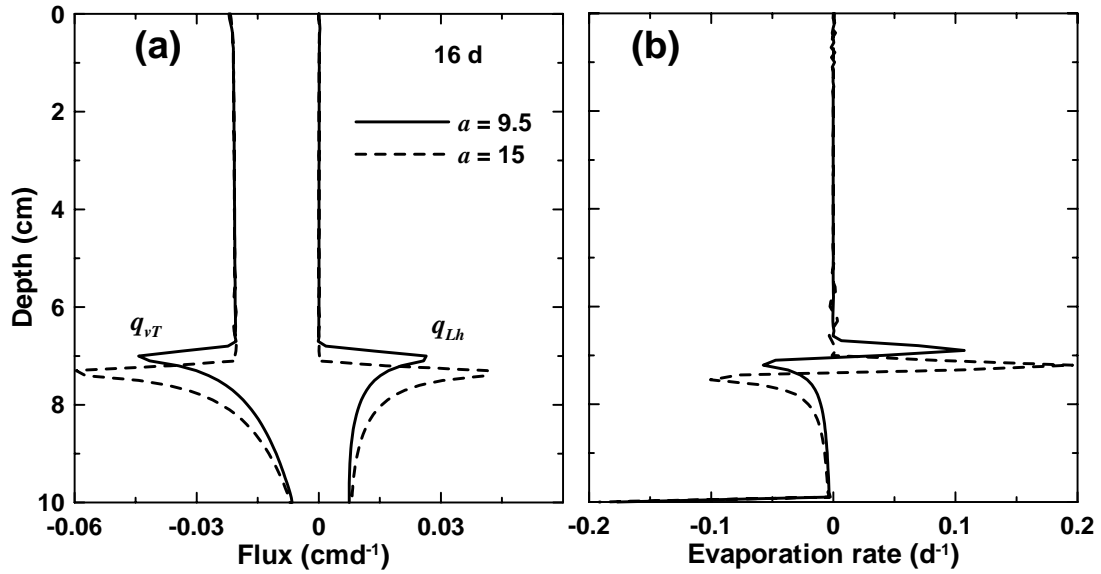 (a)
16 d
a = 9.5
a = 15
q_vT
q_Lh
0
2
4
6
8
10
Depth (cm)
-0.06
-0.03
0
0.03
Flux (cmd⁻¹)
(b)
-0.2
-0.1
0
0.1
0.2
Evaporation rate (d⁻¹)